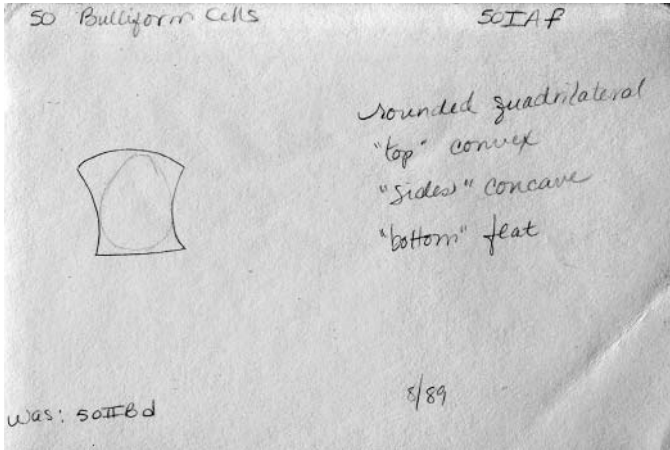 50 Bulliform Cells 50IAf
rounded quadrilateral
"top" convex
"sides" concave
"bottom" flat
8/89
was: 50IIBd